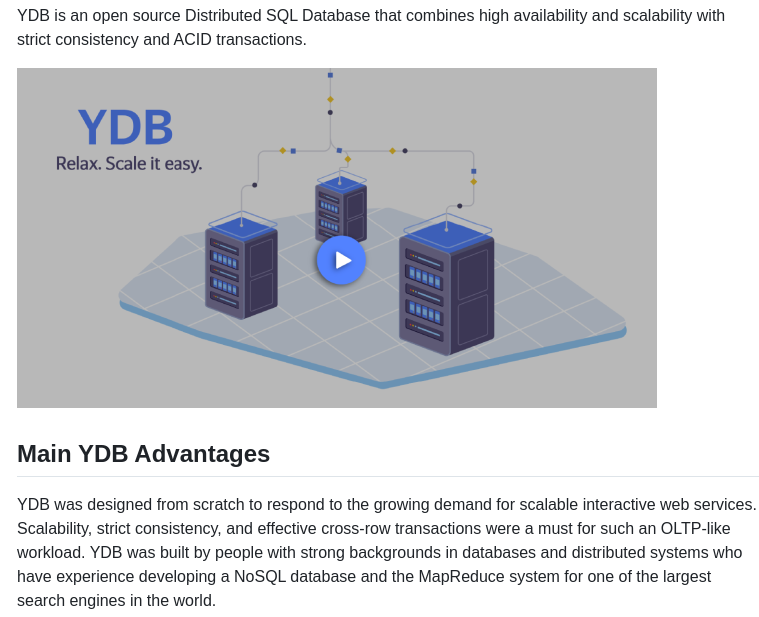 YDB is an open source Distributed SQL Database that combines high availability and scalability with
strict consistency and ACID transactions.
YDB
Relax. Scale it easy.
Main YDB Advantages
YDB was designed from scratch to respond to the growing demand for scalable interactive web services.
Scalability, strict consistency, and effective cross-row transactions were a must for such an OLTP-like
workload. YDB was built by people with strong backgrounds in databases and distributed systems who
have experience developing a NoSQL database and the MapReduce system for one of the largest
search engines in the world.